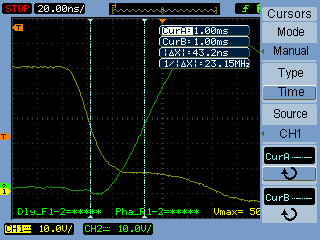 STOP 20.00ns/
Cursors
Mode
Manual
Type
Time
Source
CH1
CurA
CurB
CurA:1.00ms
CurB:1.00ms
|ΔX|:43.2ns
1/|ΔX|:23.15MHz
T
T
2
1
Dly_F1-2=***** Pha_R1-2=***** Vmax= 50
CH1 10.0V/ CH2 10.0V/